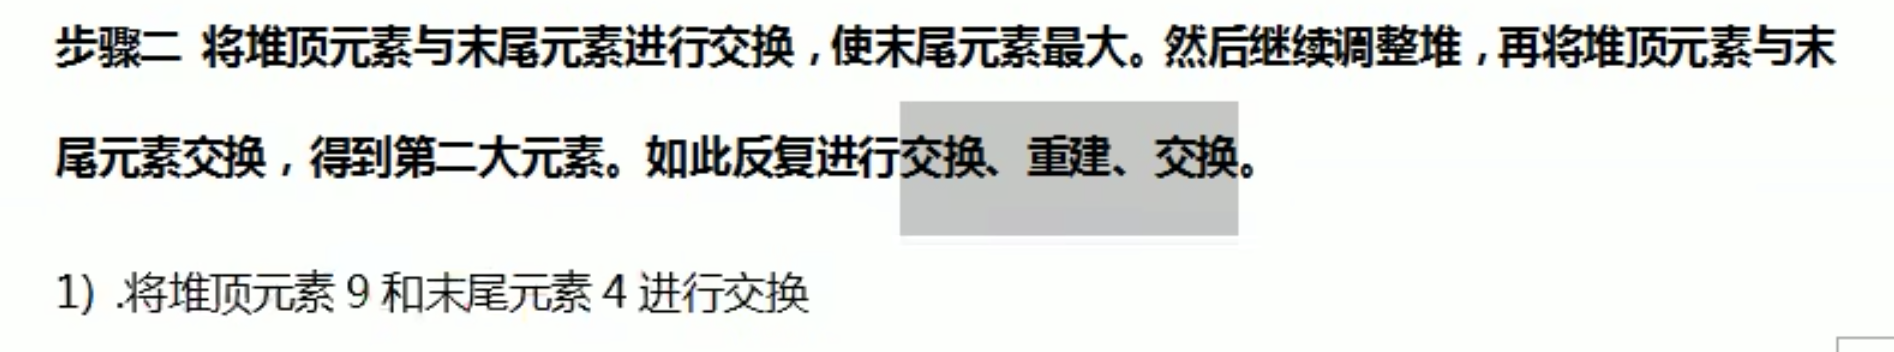 步骤二 将堆顶元素与末尾元素进行交换，使末尾元素最大。然后继续调整堆，再将堆顶元素与末
尾元素交换，得到第二大元素。如此反复进行交换、重建、交换。
1) .将堆顶元素 9 和末尾元素 4 进行交换